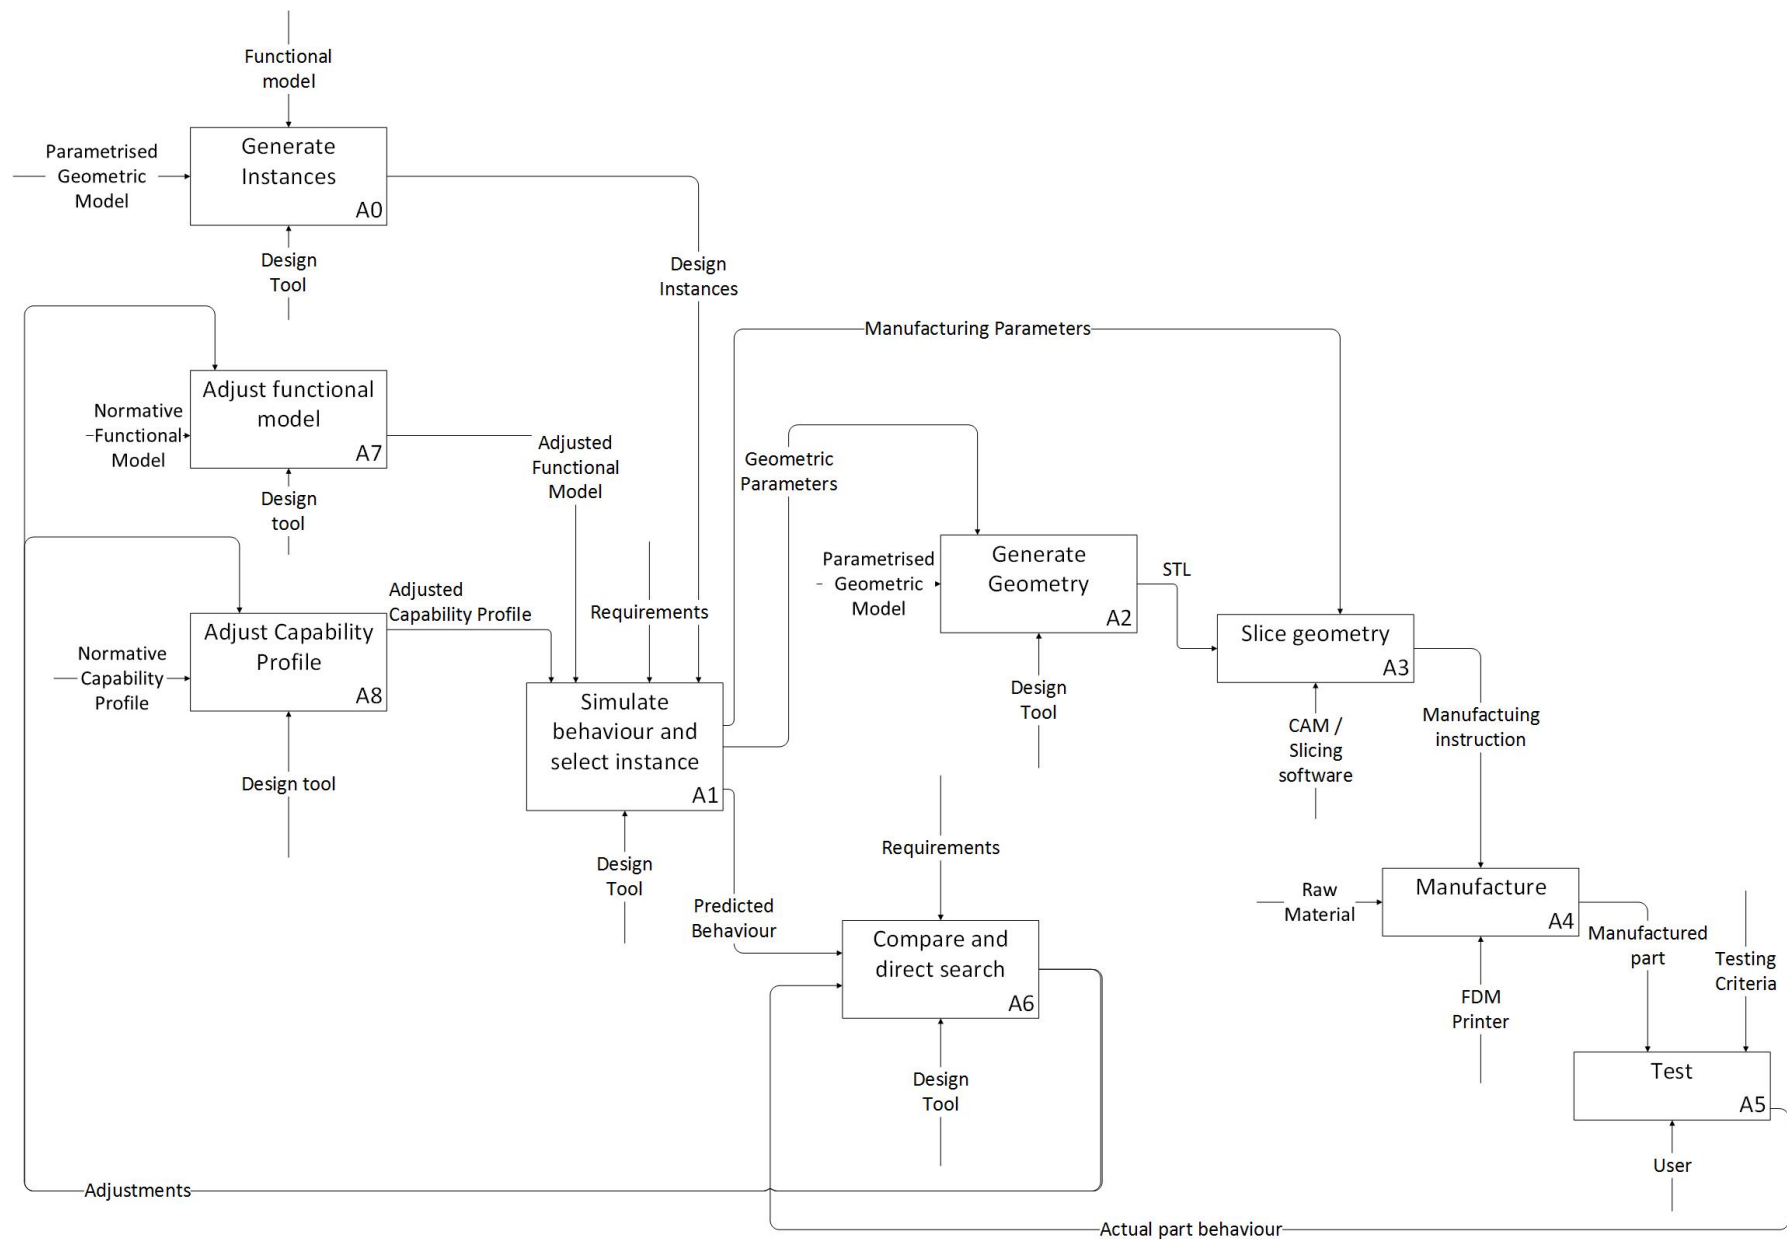 Functional
model
Parametrised
Geometric
Model
Generate
Instances
A0
Design
Tool
Design
Instances
Manufacturing Parameters
Normative
Functional
Model
Adjust functional
model
A7
Design
tool
Adjusted
Functional
Model
Geometric
Parameters
Parametrised
Geometric
Model
Generate
Geometry
A2
STL
Design
Tool
Normative
Capability
Profile
Adjust Capability
Profile
A8
Adjusted
Capability Profile
Design tool
Requirements
Simulate
behaviour and
select instance
A1
Design
Tool
Slice geometry
A3
CAM /
Slicing
software
Manufactuing
instruction
Predicted
Behaviour
Requirements
Compare and
direct search
A6
Design
Tool
Raw
Material
Manufacture
A4
FDM
Printer
Manufactured
part
Testing
Criteria
Test
A5
User
Adjustments
Actual part behaviour